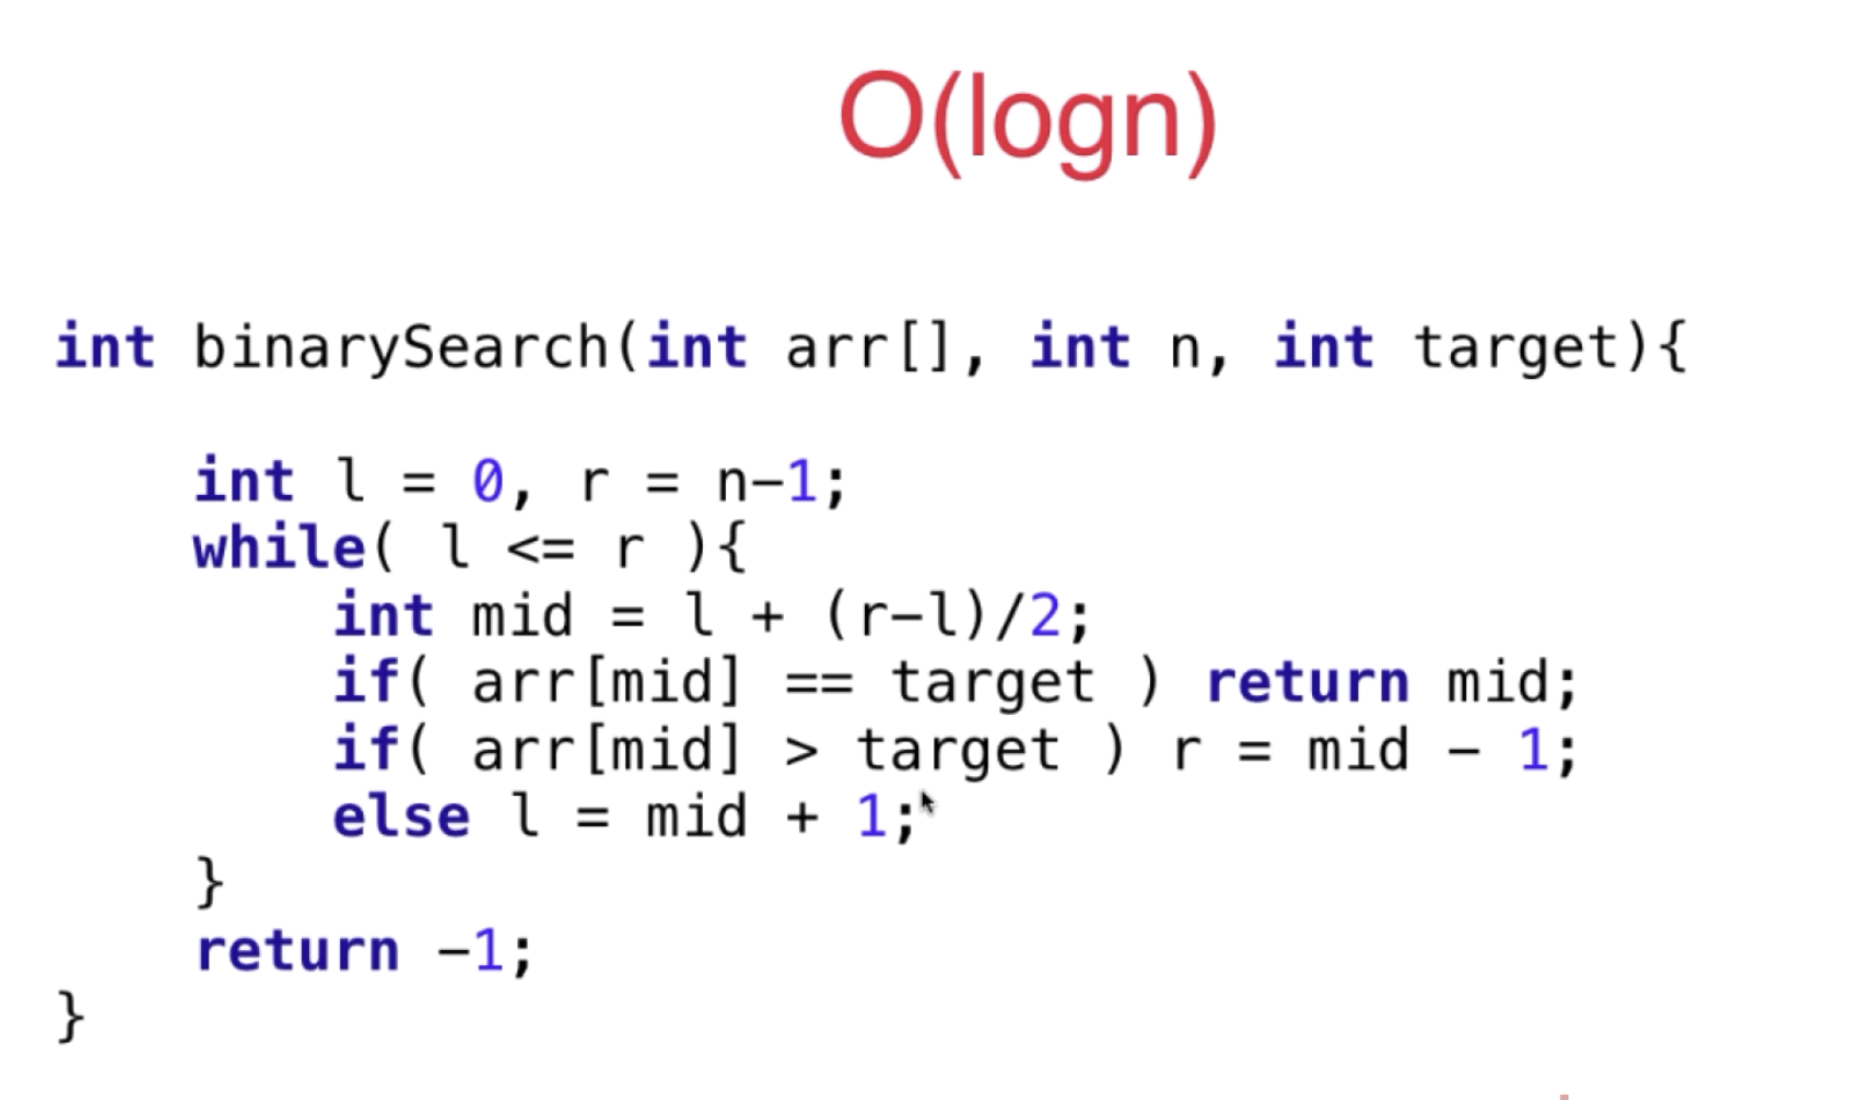 O(logn)
int binarySearch(int arr[], int n, int target){
int l = 0, r = n-1;
while( l <= r ){
int mid = l + (r-l)/2;
if( arr[mid] == target ) return mid;
if( arr[mid] > target ) r = mid - 1;
else l = mid + 1;
}
return -1;
}